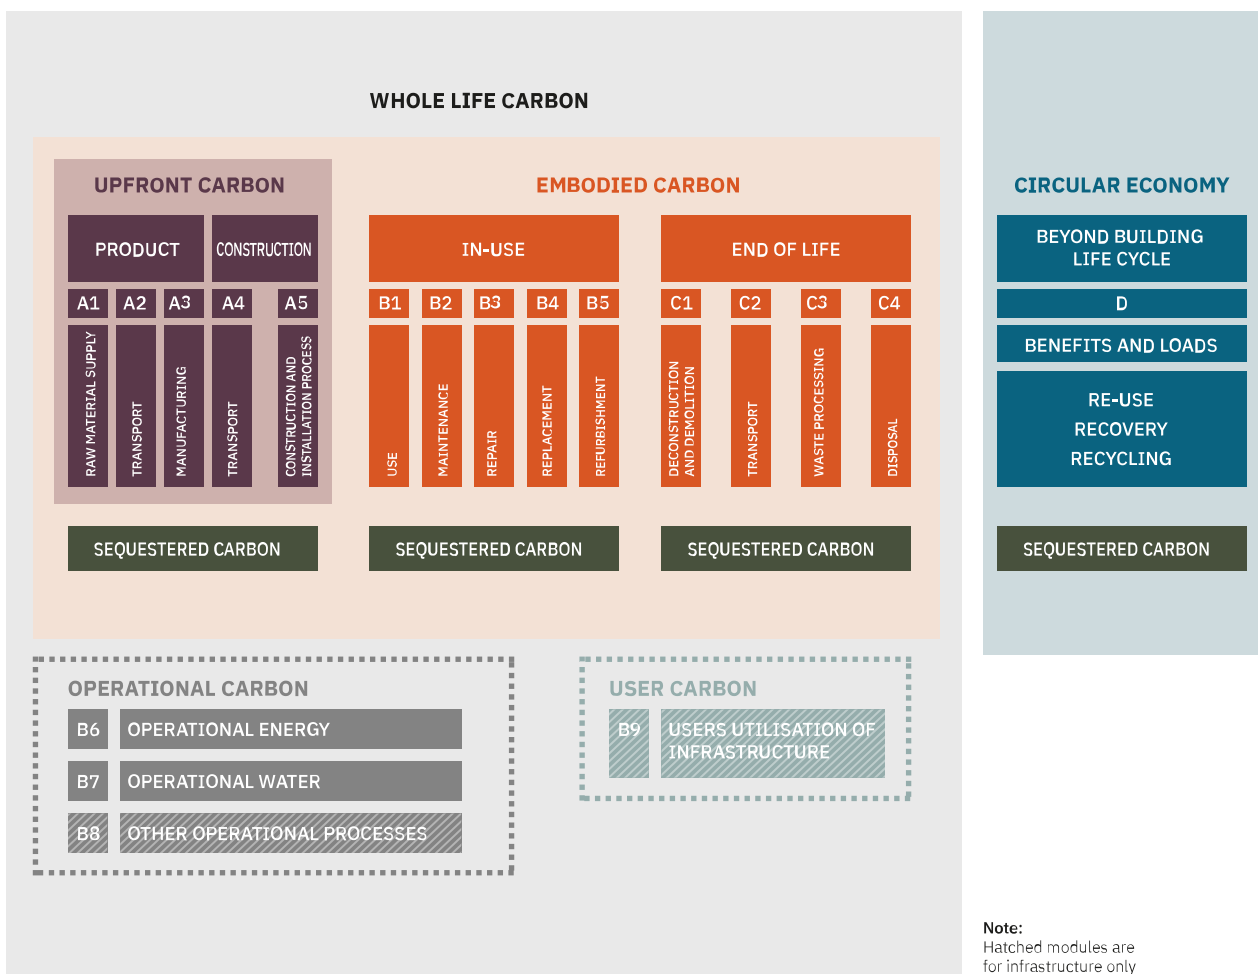 WHOLE LIFE CARBON
UPFRONT CARBON
EMBODIED CARBON
PRODUCT
CONSTRUCTION
IN-USE
END OF LIFE
A1
A2
A3
A4
A5
B1
B2
B3
B4
B5
C1
C2
C3
C4
RAW MATERIAL SUPPLY
TRANSPORT
MANUFACTURING
TRANSPORT
CONSTRUCTION AND
INSTALLATION PROCESS
USE
MAINTENANCE
REPAIR
REPLACEMENT
REFURBISHMENT
DECONSTRUCTION
AND DEMOLITION
TRANSPORT
WASTE PROCESSING
DISPOSAL
SEQUESTERED CARBON
SEQUESTERED CARBON
SEQUESTERED CARBON
OPERATIONAL CARBON
B6
OPERATIONAL ENERGY
B7
OPERATIONAL WATER
B8
OTHER OPERATIONAL PROCESSES
USER CARBON
B9
USERS UTILISATION OF
INFRASTRUCTURE
CIRCULAR ECONOMY
BEYOND BUILDING
LIFE CYCLE
D
BENEFITS AND LOADS
RE-USE
RECOVERY
RECYCLING
SEQUESTERED CARBON
Note:
Hatched modules are
for infrastructure only